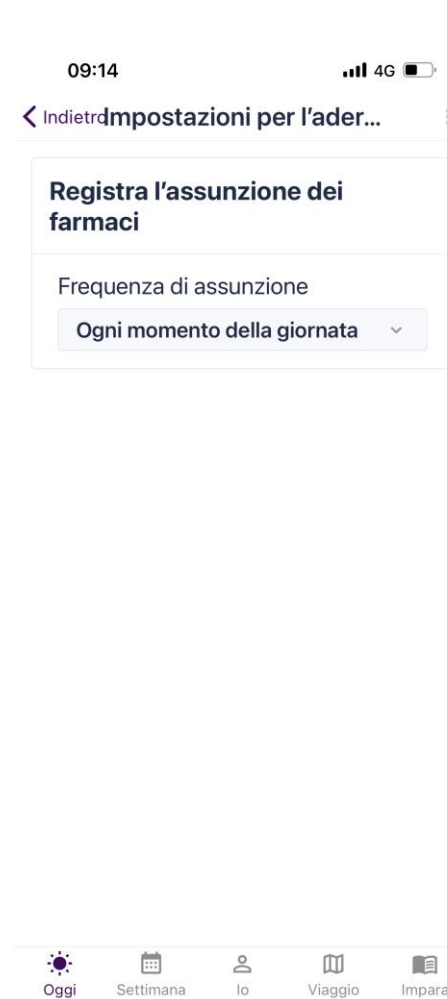 09:14 4G
Indietro Impostazioni per l'ader...
Registra l'assunzione dei
farmaci
Frequenza di assunzione
Ogni momento della giornata
Oggi Settimana Io Viaggio Impara